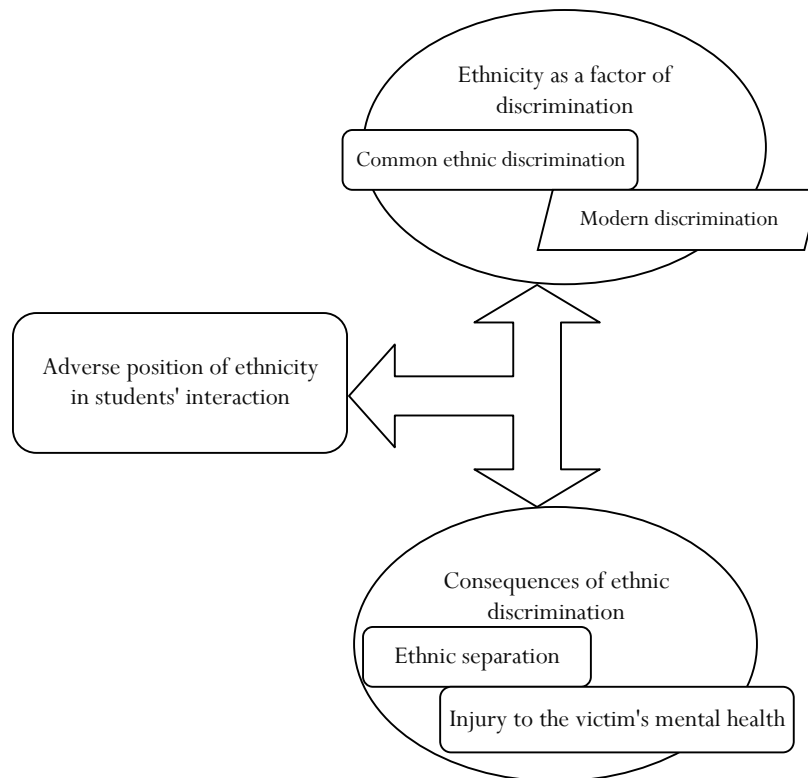 Ethnicity as a factor of
discrimination
Common ethnic discrimination
Modern discrimination
Adverse position of ethnicity
in students' interaction
Consequences of ethnic
discrimination
Ethnic separation
Injury to the victim's mental health